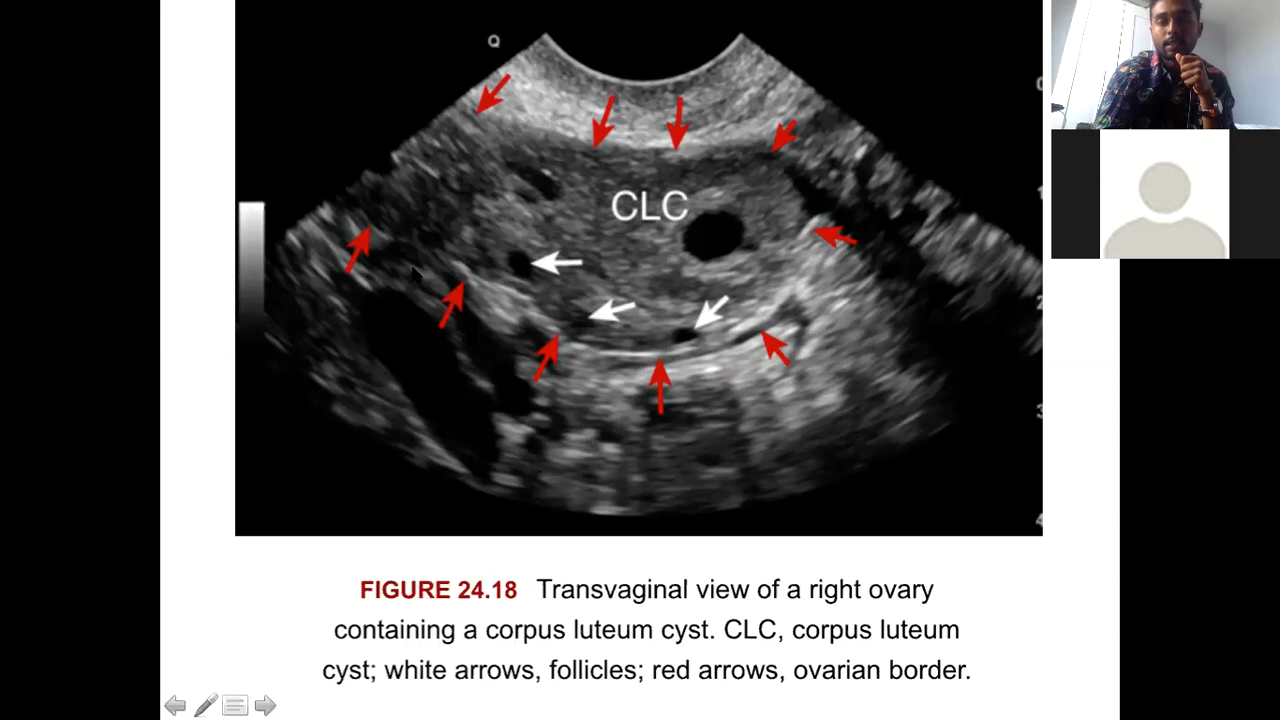 CLC
FIGURE 24.18 Transvaginal view of a right ovary
containing a corpus luteum cyst. CLC, corpus luteum
cyst; white arrows, follicles; red arrows, ovarian border.